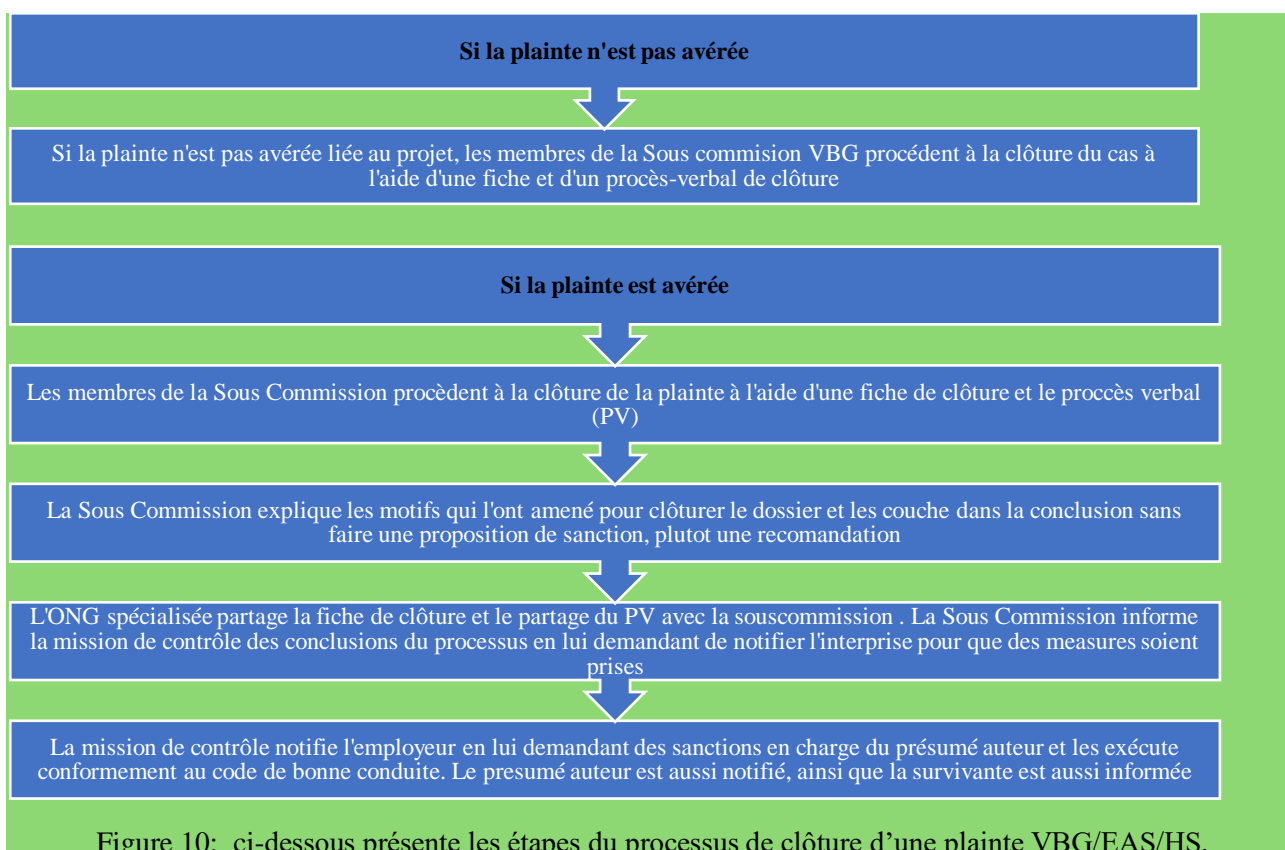 Si la plainte n'est pas avérée
Si la plainte n'est pas avérée liée au projet, les membres de la Sous commision VBG procédent à la clôture du cas à
l'aide d'une fiche et d'un procès-verbal de clôture
Si la plainte est avérée
Les membres de la Sous Commission procèdent à la clôture de la plainte à l'aide d'une fiche de clôture et le proccès verbal
(PV)
La Sous Commission explique les motifs qui l'ont amené pour clôturer le dossier et les couche dans la conclusion sans
faire une proposition de sanction, plutot une recomandation
L'ONG spécialisée partage la fiche de clôture et le partage du PV avec la souscommission . La Sous Commission informe
la mission de contrôle des conclusions du processus en lui demandant de notifier l'interprise pour que des measures soient
prises
La mission de contrôle notifie l'employeur en lui demandant des sanctions en charge du présumé auteur et les exécute
conformement au code de bonne conduite. Le presumé auteur est aussi notifié, ainsi que la survivante est aussi informée
Figure 10: ci-dessous présente les étapes du processus de clôture d’une plainte VBG/EAS/HS.